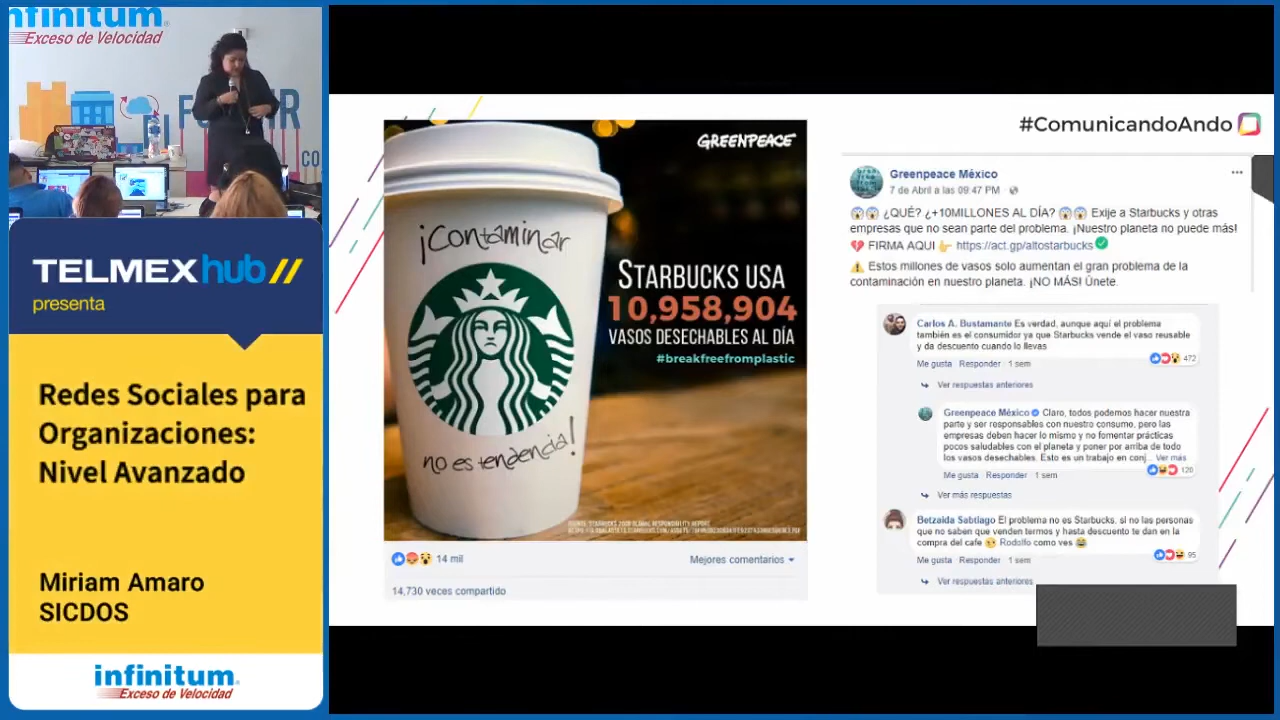 infinitum
Exceso de Velocidad
TELMEXhub//
presenta
Redes Sociales para
Organizaciones:
Nivel Avanzado
Miriam Amaro
SICDOS
infinitum
Exceso de Velocidad
#ComunicandoAndo
GREENPEACE
¡Contaminar
no es tendencia!
STARBUCKS USA
10,958,904
VASOS DESECHABLES AL DÍA
#breakfreefromplastic
14 mil
Mejores comentarios
14,730 veces compartido
Greenpeace México
7 de Abril a las 09:47 PM ·
¿QUÉ? ¿+10MILLONES AL DÍA? Exije a Starbucks y otras
empresas que no sean parte del problema. ¡Nuestro planeta no puede más!
FIRMA AQUI https://act.gp/altostarbucks
Estos millones de vasos solo aumentan el gran problema de la
contaminación en nuestro planeta. ¡NO MÁS! Únete.
Carlos A. Bustamante Es verdad, aunque aquí el problema
también es el consumidor ya que Starbucks vende el vaso reusable
y da descuento cuando lo llevas
472
Me gusta Responder · 1 sem
Ver respuestas anteriores
Greenpeace México Claro, todos podemos hacer nuestra
parte y ser responsables con nuestro consumo, pero las
empresas deben hacer lo mismo y no fomentar prácticas
pocos saludables con el planeta y poner por arriba de todo
los vasos desechables. Esto es un trabajo en conj... Ver más
120
Me gusta Responder · 1 sem
Ver más respuestas
Betzaida Sabtiago El problema no es Starbucks, si no las personas
que no saben que venden termos y hasta descuento te dan en la
compra del cafe Rodolfo como ves
95
Me gusta Responder · 1 sem
Ver respuestas anteriores